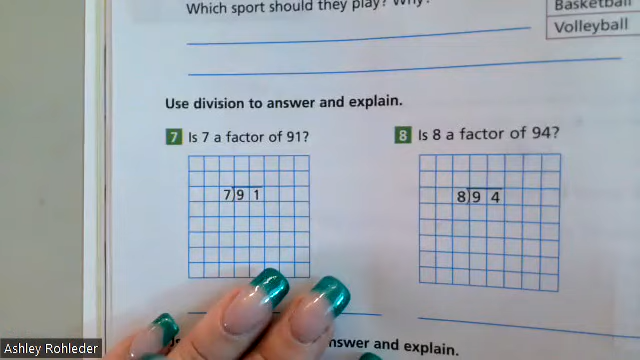 Which sport should they play? Why?
Basketball
Volleyball
Use division to answer and explain.
7 Is 7 a factor of 91?
8 Is 8 a factor of 94?
7)9 1
8)9 4
answer and explain.
Ashley Rohleder